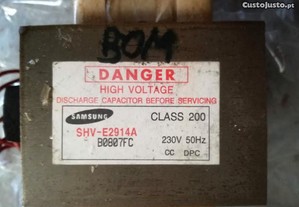 CustoJusto.pt
BOM
DANGER
HIGH VOLTAGE
DISCHARGE CAPACITOR BEFORE SERVICING
SAMSUNG CLASS 200
SHV-E2914A
B0807FC 230V 50Hz
CC DPC